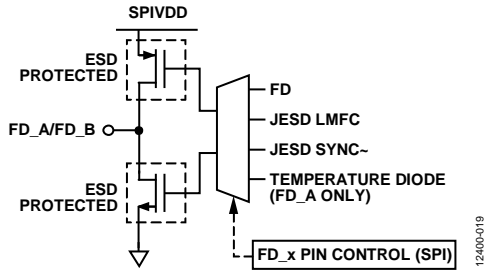 SPIVDD
ESD
PROTECTED
FD
JESD LMFC
FD_A/FD_B
JESD SYNC~
ESD
PROTECTED
TEMPERATURE DIODE
(FD_A ONLY)
FD_x PIN CONTROL (SPI)
12400-019